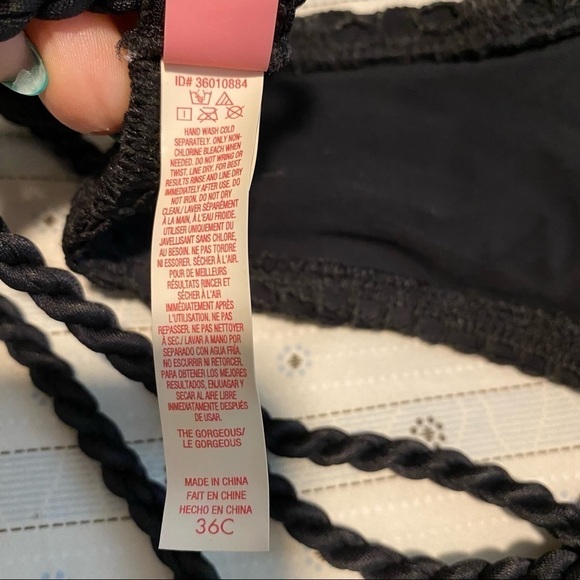 ID# 36010884
HAND WASH COLD
SEPARATELY. ONLY NON-
CHLORINE BLEACH WHEN
NEEDED. DO NOT WRING OR
TWIST. LINE DRY. FOR BEST
RESULTS RINSE AND LINE DRY
IMMEDIATELY AFTER USE. DO
NOT IRON. DO NOT DRY
CLEAN./ LAVER SÉPARÉMENT
À LA MAIN, À L'EAU FROIDE.
UTILISER UNIQUEMENT DU
JAVELLISANT SANS CHLORE,
AU BESOIN. NE PAS TORDRE
NI ESSORER. SÉCHER À L'AIR.
POUR DE MEILLEURS
RÉSULTATS RINCER ET
SÉCHER À L'AIR
IMMÉDIATEMENT APRÈS
L'UTILISATION. NE PAS
REPASSER. NE PAS NETTOYER
À SEC./ LAVAR A MANO POR
SEPARADO CON AGUA FRÍA.
NO ESCURRIR NI RETORCER.
PARA OBTENER LOS MEJORES
RESULTADOS, ENJUAGAR Y
SECAR AL AIRE LIBRE
INMEDIATAMENTE DESPUÉS
DE USAR.
THE GORGEOUS/
LE GORGEOUS
MADE IN CHINA
FAIT EN CHINE
HECHO EN CHINA
36C